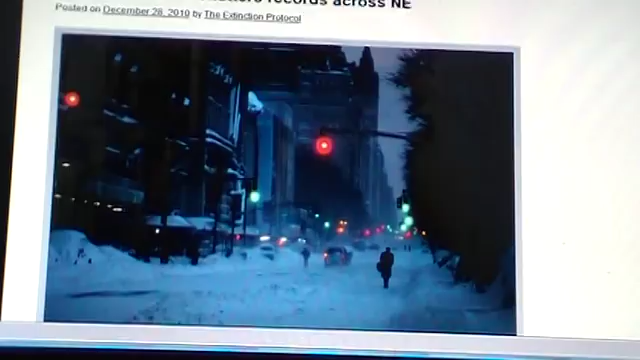 records across NE
Posted on December 28, 2010 by The Extinction Protocol